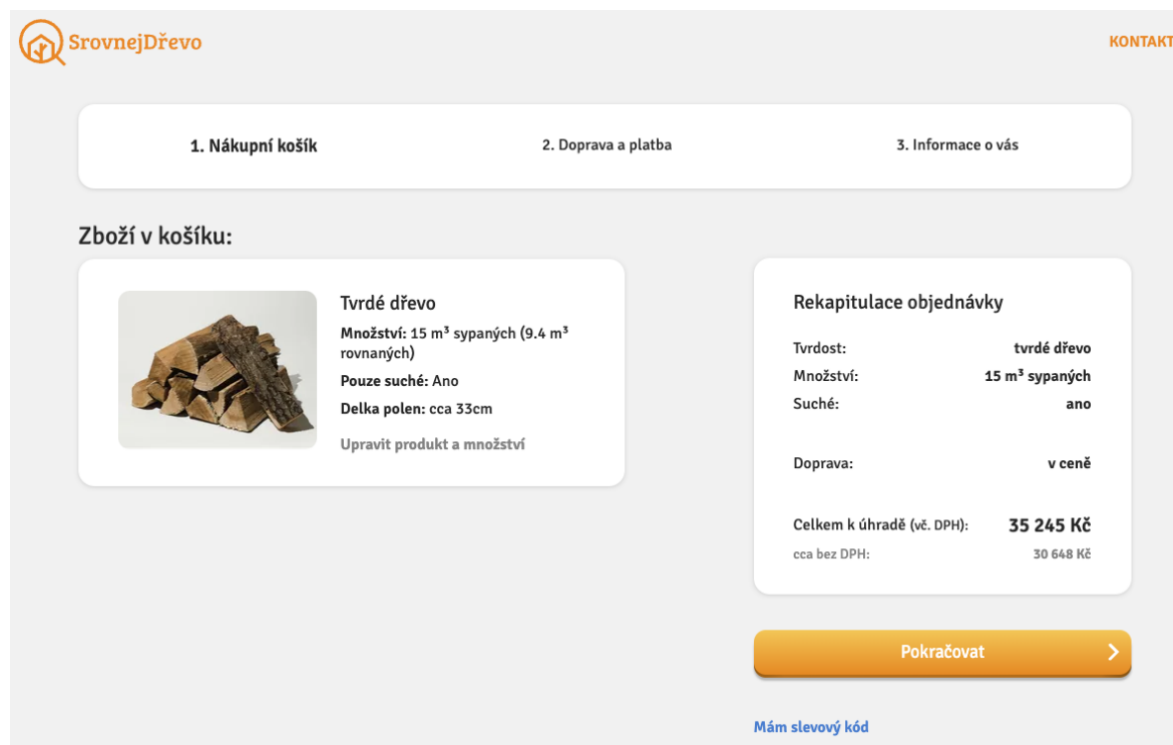 SrovnejDřevo
KONTAKT
1. Nákupní košík
2. Doprava a platba
3. Informace o vás
Zboží v košíku:
Tvrdé dřevo
Množství: 15 m³ sypaných (9.4 m³
rovnaných)
Pouze suché: Ano
Delka polen: cca 33cm
Upravit produkt a množství
Rekapitulace objednávky
Tvrdost: tvrdé dřevo
Množství: 15 m³ sypaných
Suché: ano
Doprava: v ceně
Celkem k úhradě (vč. DPH): 35 245 Kč
cca bez DPH: 30 648 Kč
Pokračovat
Mám slevový kód